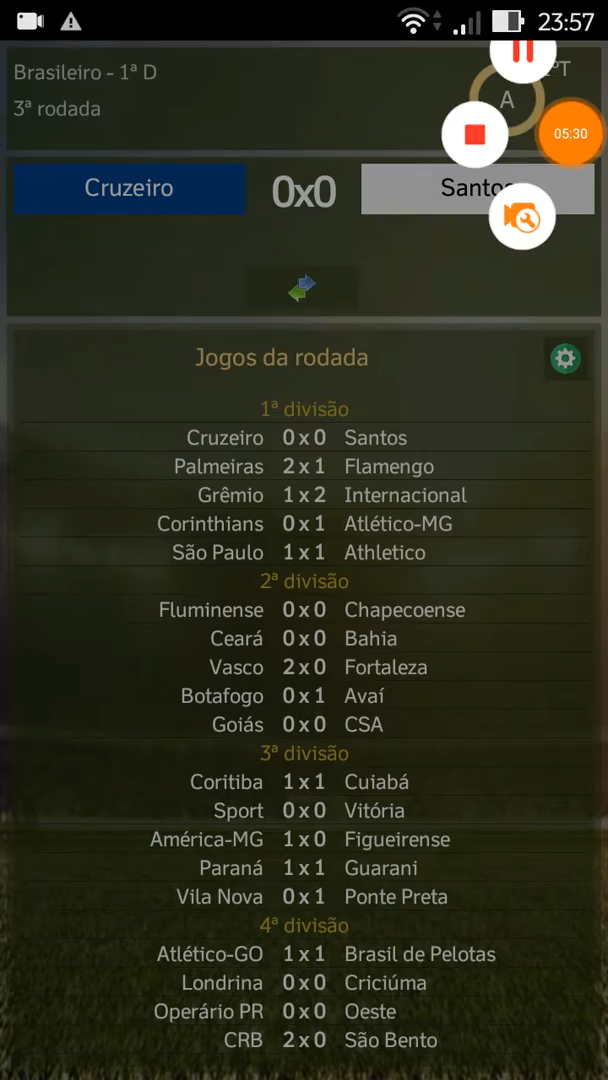 23:57
Brasileiro - 1ª D
ºT
3ª rodada
A
05:30
Cruzeiro 0x0 Santos
Jogos da rodada
1ª divisão
Cruzeiro 0 x 0 Santos
Palmeiras 2 x 1 Flamengo
Grêmio 1 x 2 Internacional
Corinthians 0 x 1 Atlético-MG
São Paulo 1 x 1 Athletico
2ª divisão
Fluminense 0 x 0 Chapecoense
Ceará 0 x 0 Bahia
Vasco 2 x 0 Fortaleza
Botafogo 0 x 1 Avaí
Goiás 0 x 0 CSA
3ª divisão
Coritiba 1 x 1 Cuiabá
Sport 0 x 0 Vitória
América-MG 1 x 0 Figueirense
Paraná 1 x 1 Guarani
Vila Nova 0 x 1 Ponte Preta
4ª divisão
Atlético-GO 1 x 1 Brasil de Pelotas
Londrina 0 x 0 Criciúma
Operário PR 0 x 0 Oeste
CRB 2 x 0 São Bento